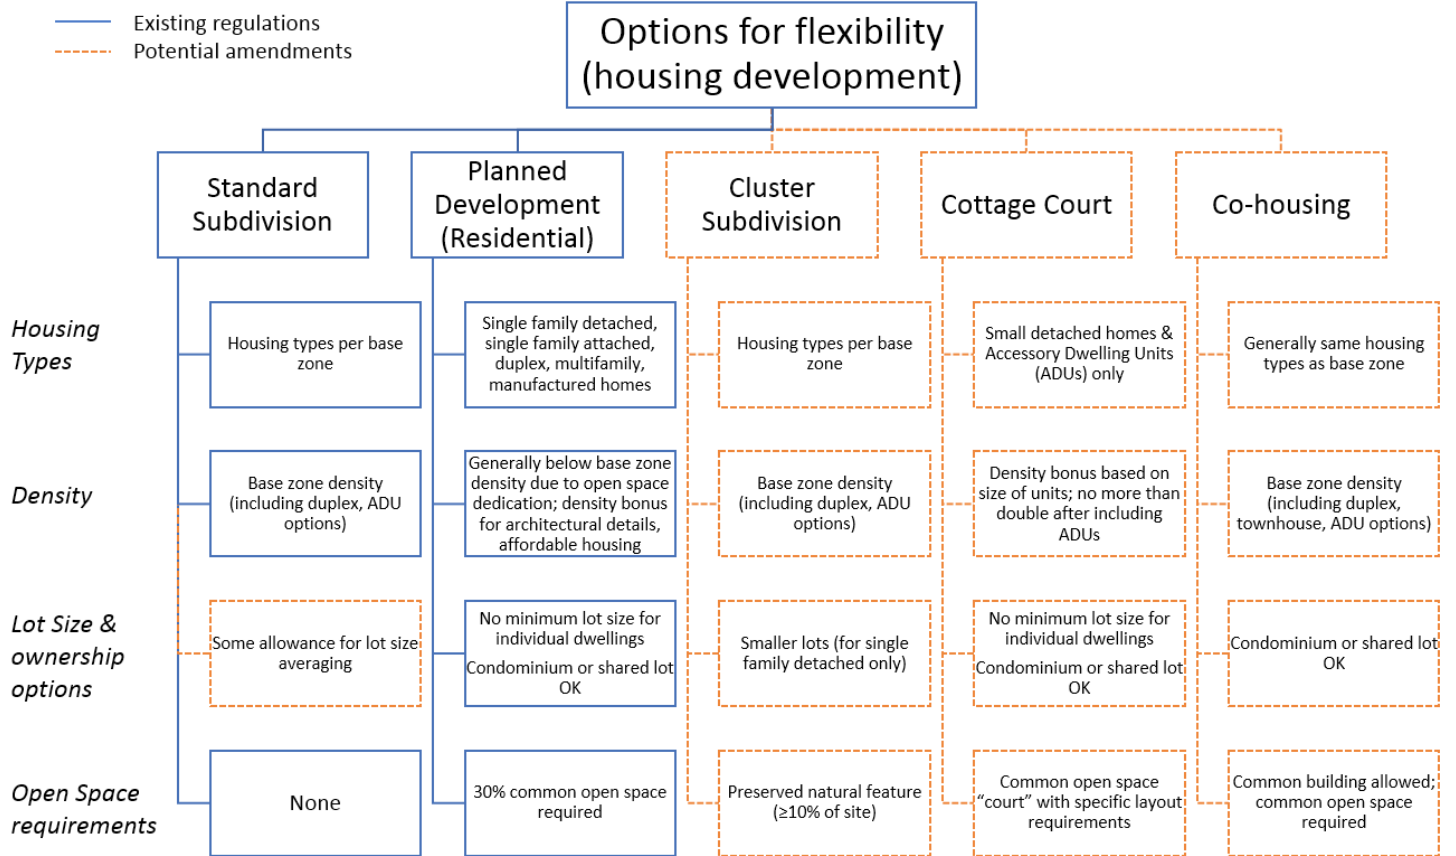 Existing regulations
Potential amendments
Options for flexibility
(housing development)
Standard
Subdivision
Planned
Development
(Residential)
Cluster
Subdivision
Cottage Court
Co-housing
Housing
Types
Housing types per base
zone
Single family detached,
single family attached,
duplex, multifamily,
manufactured homes
Housing types per base
zone
Small detached homes &
Accessory Dwelling Units
(ADUs) only
Generally same housing
types as base zone
Density
Base zone density
(including duplex, ADU
options)
Generally below base zone
density due to open space
dedication; density bonus
for architectural details,
affordable housing
Base zone density
(including duplex, ADU
options)
Density bonus based on
size of units; no more than
double after including
ADUs
Base zone density
(including duplex,
townhouse, ADU options)
Lot Size &
ownership
options
Some allowance for lot size
averaging
No minimum lot size for
individual dwellings
Condominium or shared lot
OK
Smaller lots (for single
family detached only)
No minimum lot size for
individual dwellings
Condominium or shared lot
OK
Condominium or shared lot
OK
Open Space
requirements
None
30% common open space
required
Preserved natural feature
(≥10% of site)
Common open space
“court” with specific layout
requirements
Common building allowed;
common open space
required